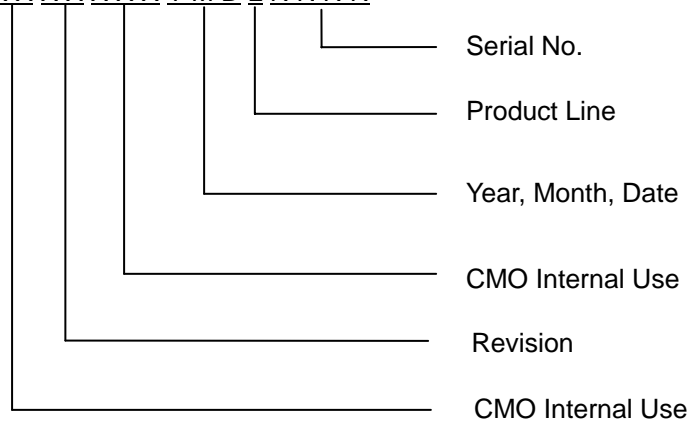 Serial No.
Product Line
Year, Month, Date
CMO Internal Use
Revision
CMO Internal Use